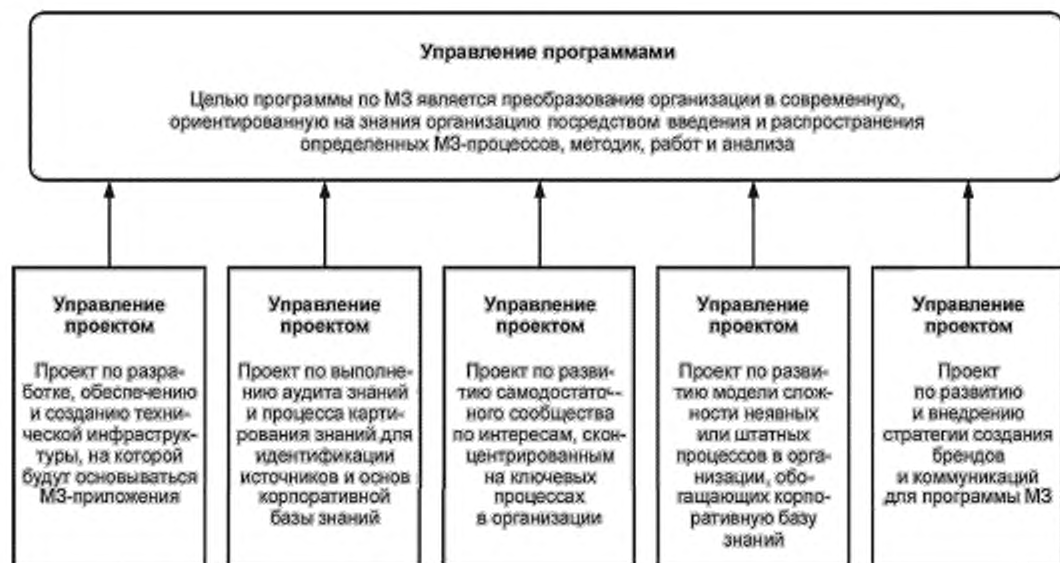 Управление программами
Целью программы по МЗ является преобразование организации в современную,
ориентированную на знания организацию посредством введения и распространения
определенных МЗ-процессов, методик, работ и анализа
Управление
проектом
Проект по разра-
ботке, обеспечению
и созданию техни-
ческой инфраструк-
туры, на которой
будут основываться
МЗ-приложения
Управление
проектом
Проект по выполне-
нию аудита знаний
и процесса карти-
рования знаний для
идентификации
источников и основ
корпоративной
базы знаний
Управление
проектом
Проект по разви-
тию самодостаточ-
ного сообщества
по интересам, скон-
центрированным
на ключевых
процессах
в организации
Управление
проектом
Проект по разви-
тию модели слож-
ности неявных
или штатных
процессов в орга-
низации, обо-
гащающих корпо-
ративную базу
знаний
Управление
проектом
Проект
по развитию
и внедрению
стратегии создания
брендов
и коммуникаций
для программы МЗ